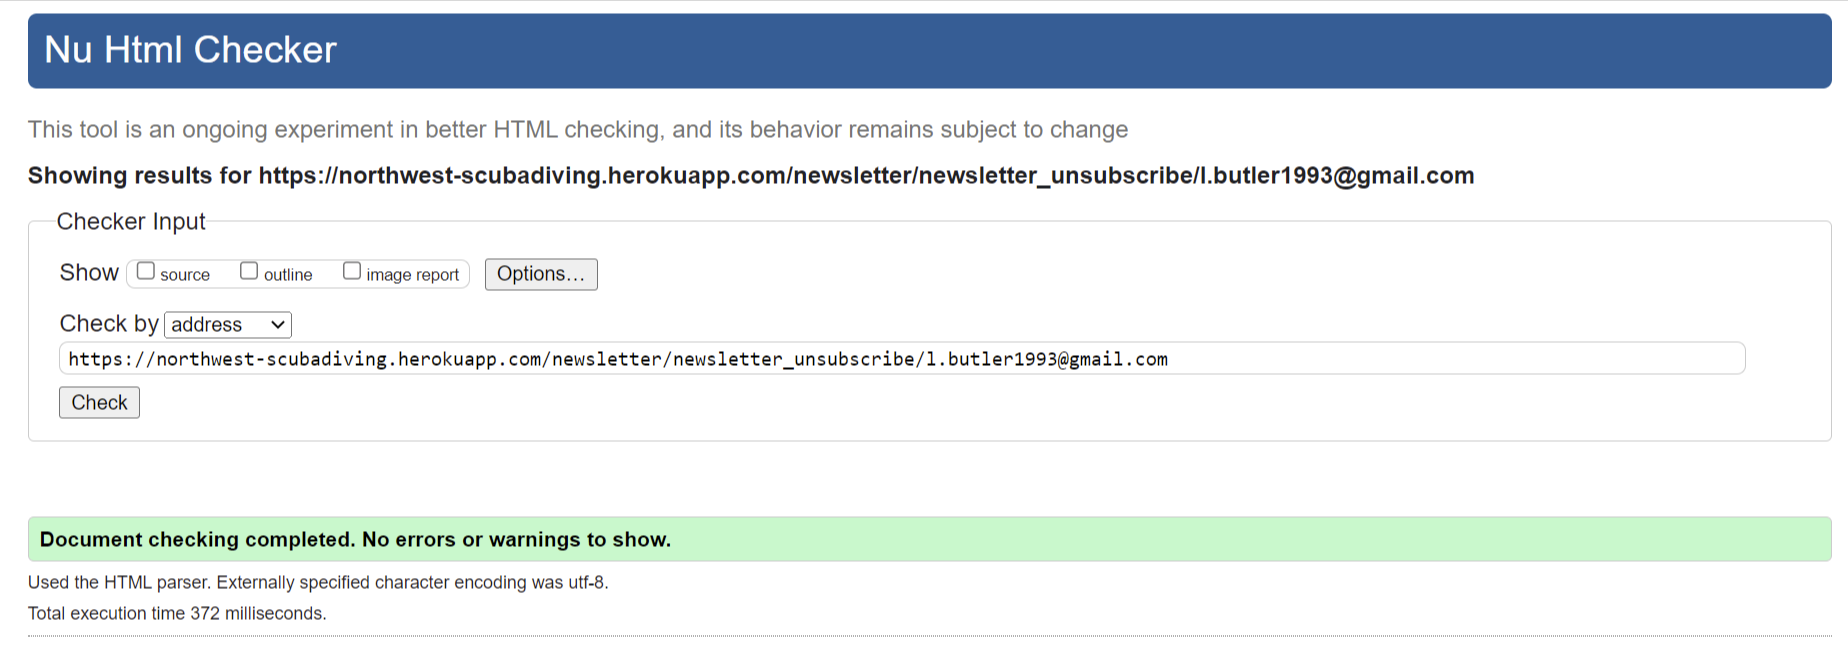 Nu Html Checker
This tool is an ongoing experiment in better HTML checking, and its behavior remains subject to change
Showing results for https://northwest-scubadiving.herokuapp.com/newsletter/newsletter_unsubscribe/l.butler1993@gmail.com
Checker Input
Show source outline image report Options...
Check by address
https://northwest-scubadiving.herokuapp.com/newsletter/newsletter_unsubscribe/l.butler1993@gmail.com
Check
Document checking completed. No errors or warnings to show.
Used the HTML parser. Externally specified character encoding was utf-8.
Total execution time 372 milliseconds.